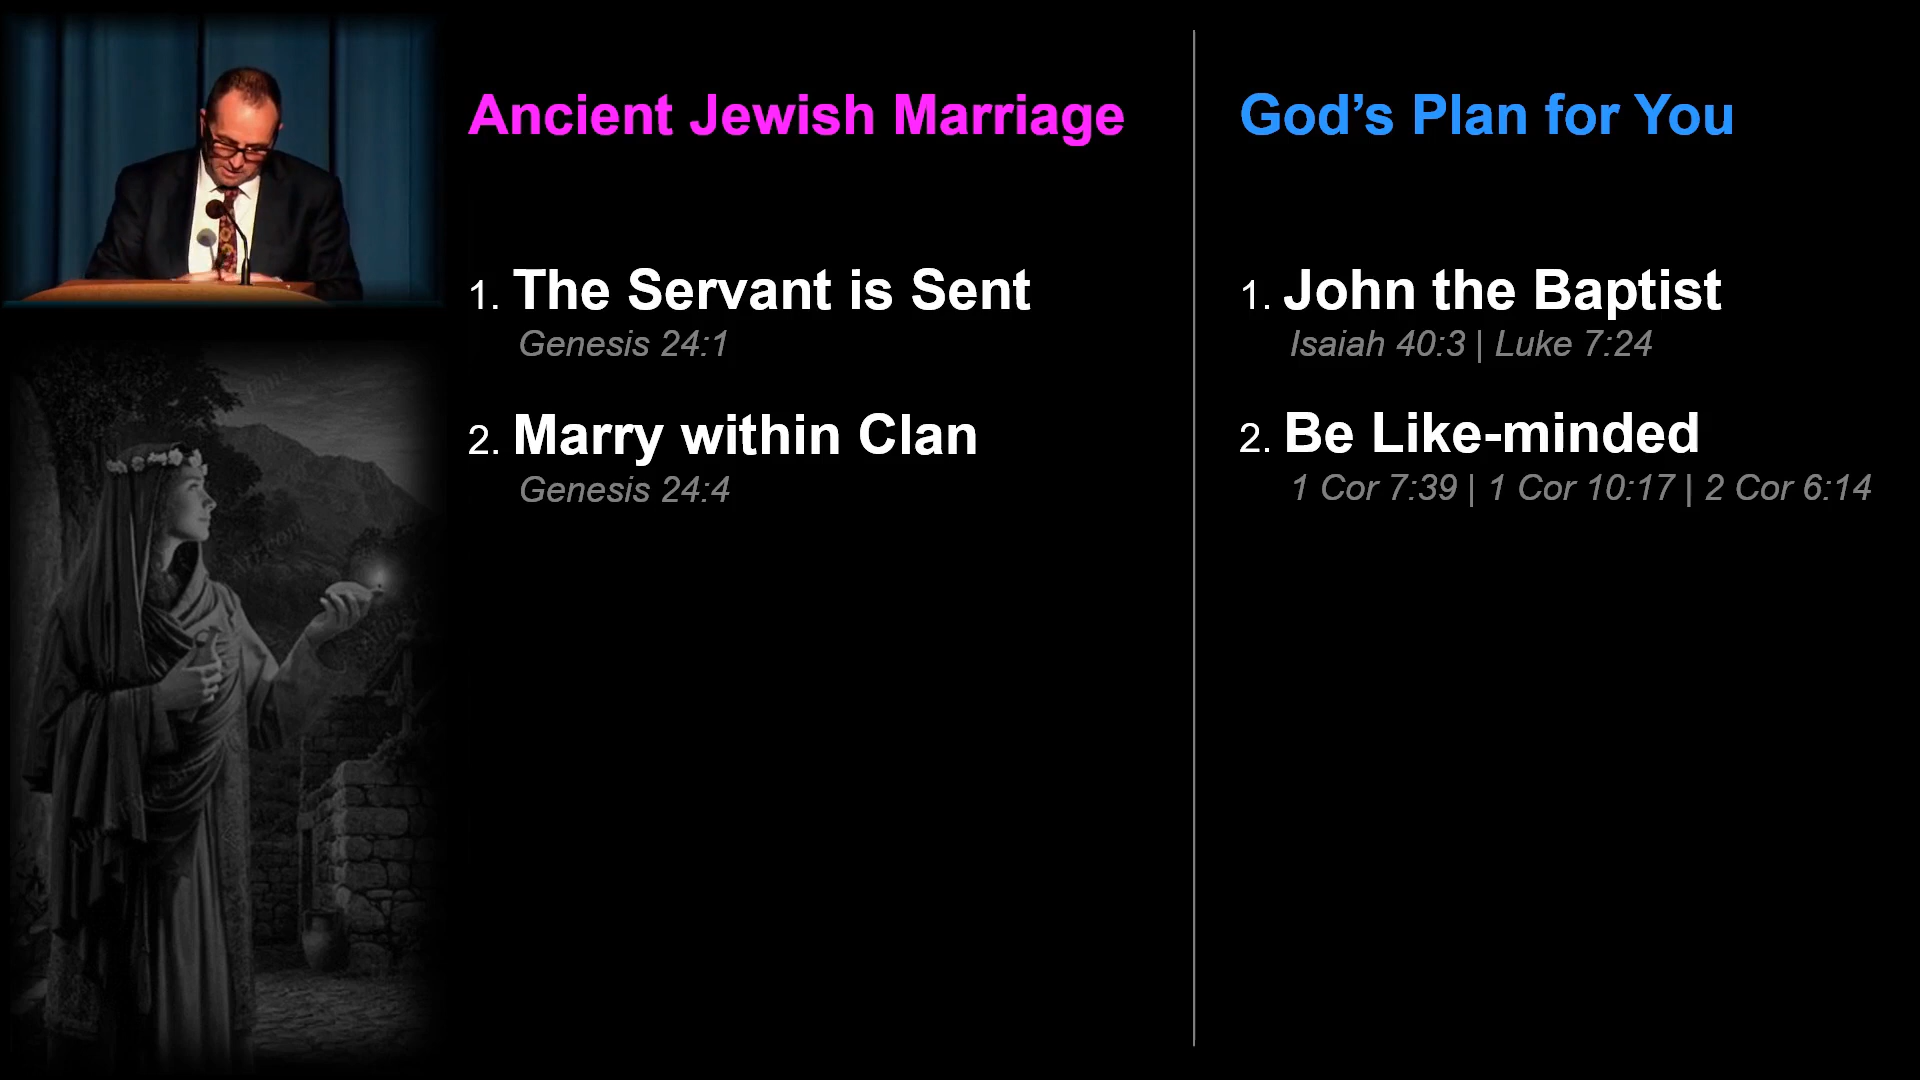 Ancient Jewish Marriage
1. The Servant is Sent
Genesis 24:1
2. Marry within Clan
Genesis 24:4
God’s Plan for You
1. John the Baptist
Isaiah 40:3 | Luke 7:24
2. Be Like-minded
1 Cor 7:39 | 1 Cor 10:17 | 2 Cor 6:14